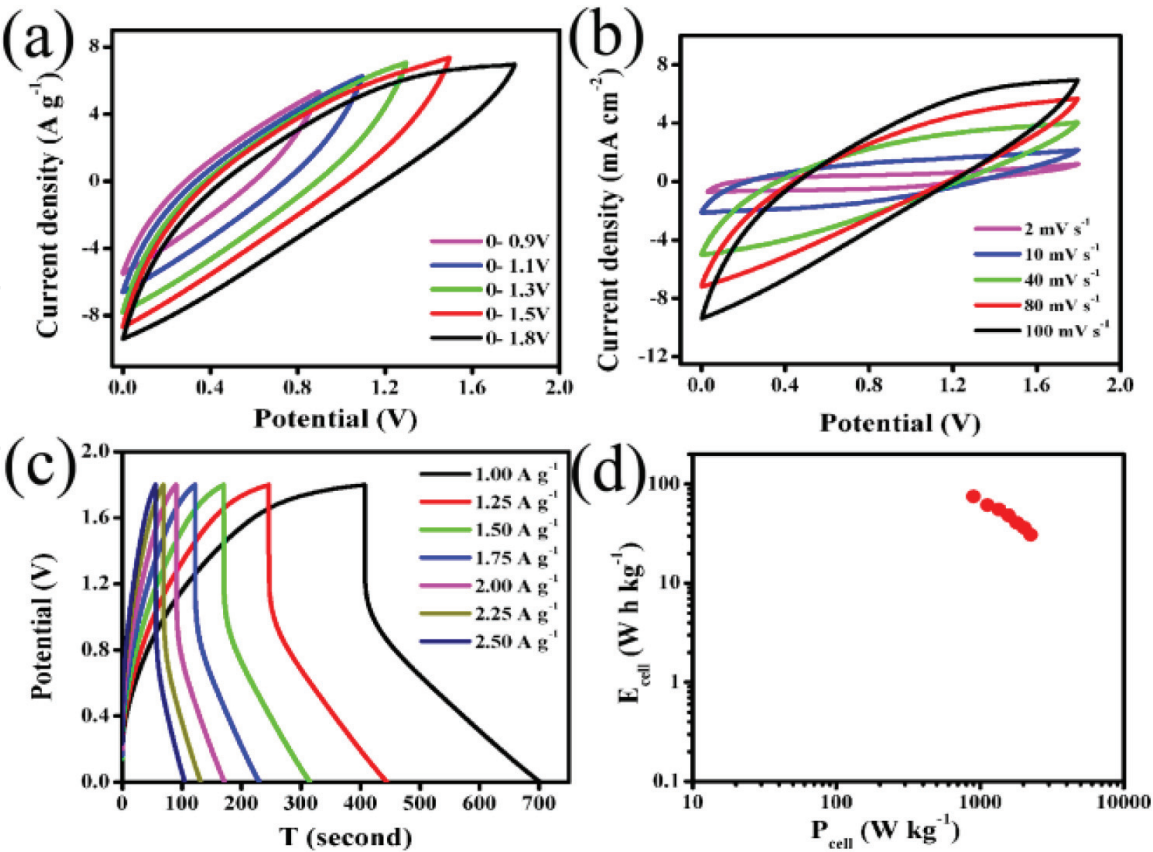 (a)
Current density (A g-1)
8
4
0
-4
-8
0- 0.9V
0- 1.1V
0- 1.3V
0- 1.5V
0- 1.8V
0.0 0.4 0.8 1.2 1.6 2.0
Potential (V)
(b)
Current density (mA cm-2)
8
4
0
-4
-8
-12
2 mV s-1
10 mV s-1
40 mV s-1
80 mV s-1
100 mV s-1
0.0 0.4 0.8 1.2 1.6 2.0
Potential (V)
(c)
Potential (V)
2.0
1.6
1.2
0.8
0.4
0.0
1.00 A g-1
1.25 A g-1
1.50 A g-1
1.75 A g-1
2.00 A g-1
2.25 A g-1
2.50 A g-1
0 100 200 300 400 500 600 700
T (second)
(d)
Ecell (W h kg-1)
100
10
1
0.1
10 100 1000 10000
Pcell (W kg-1)